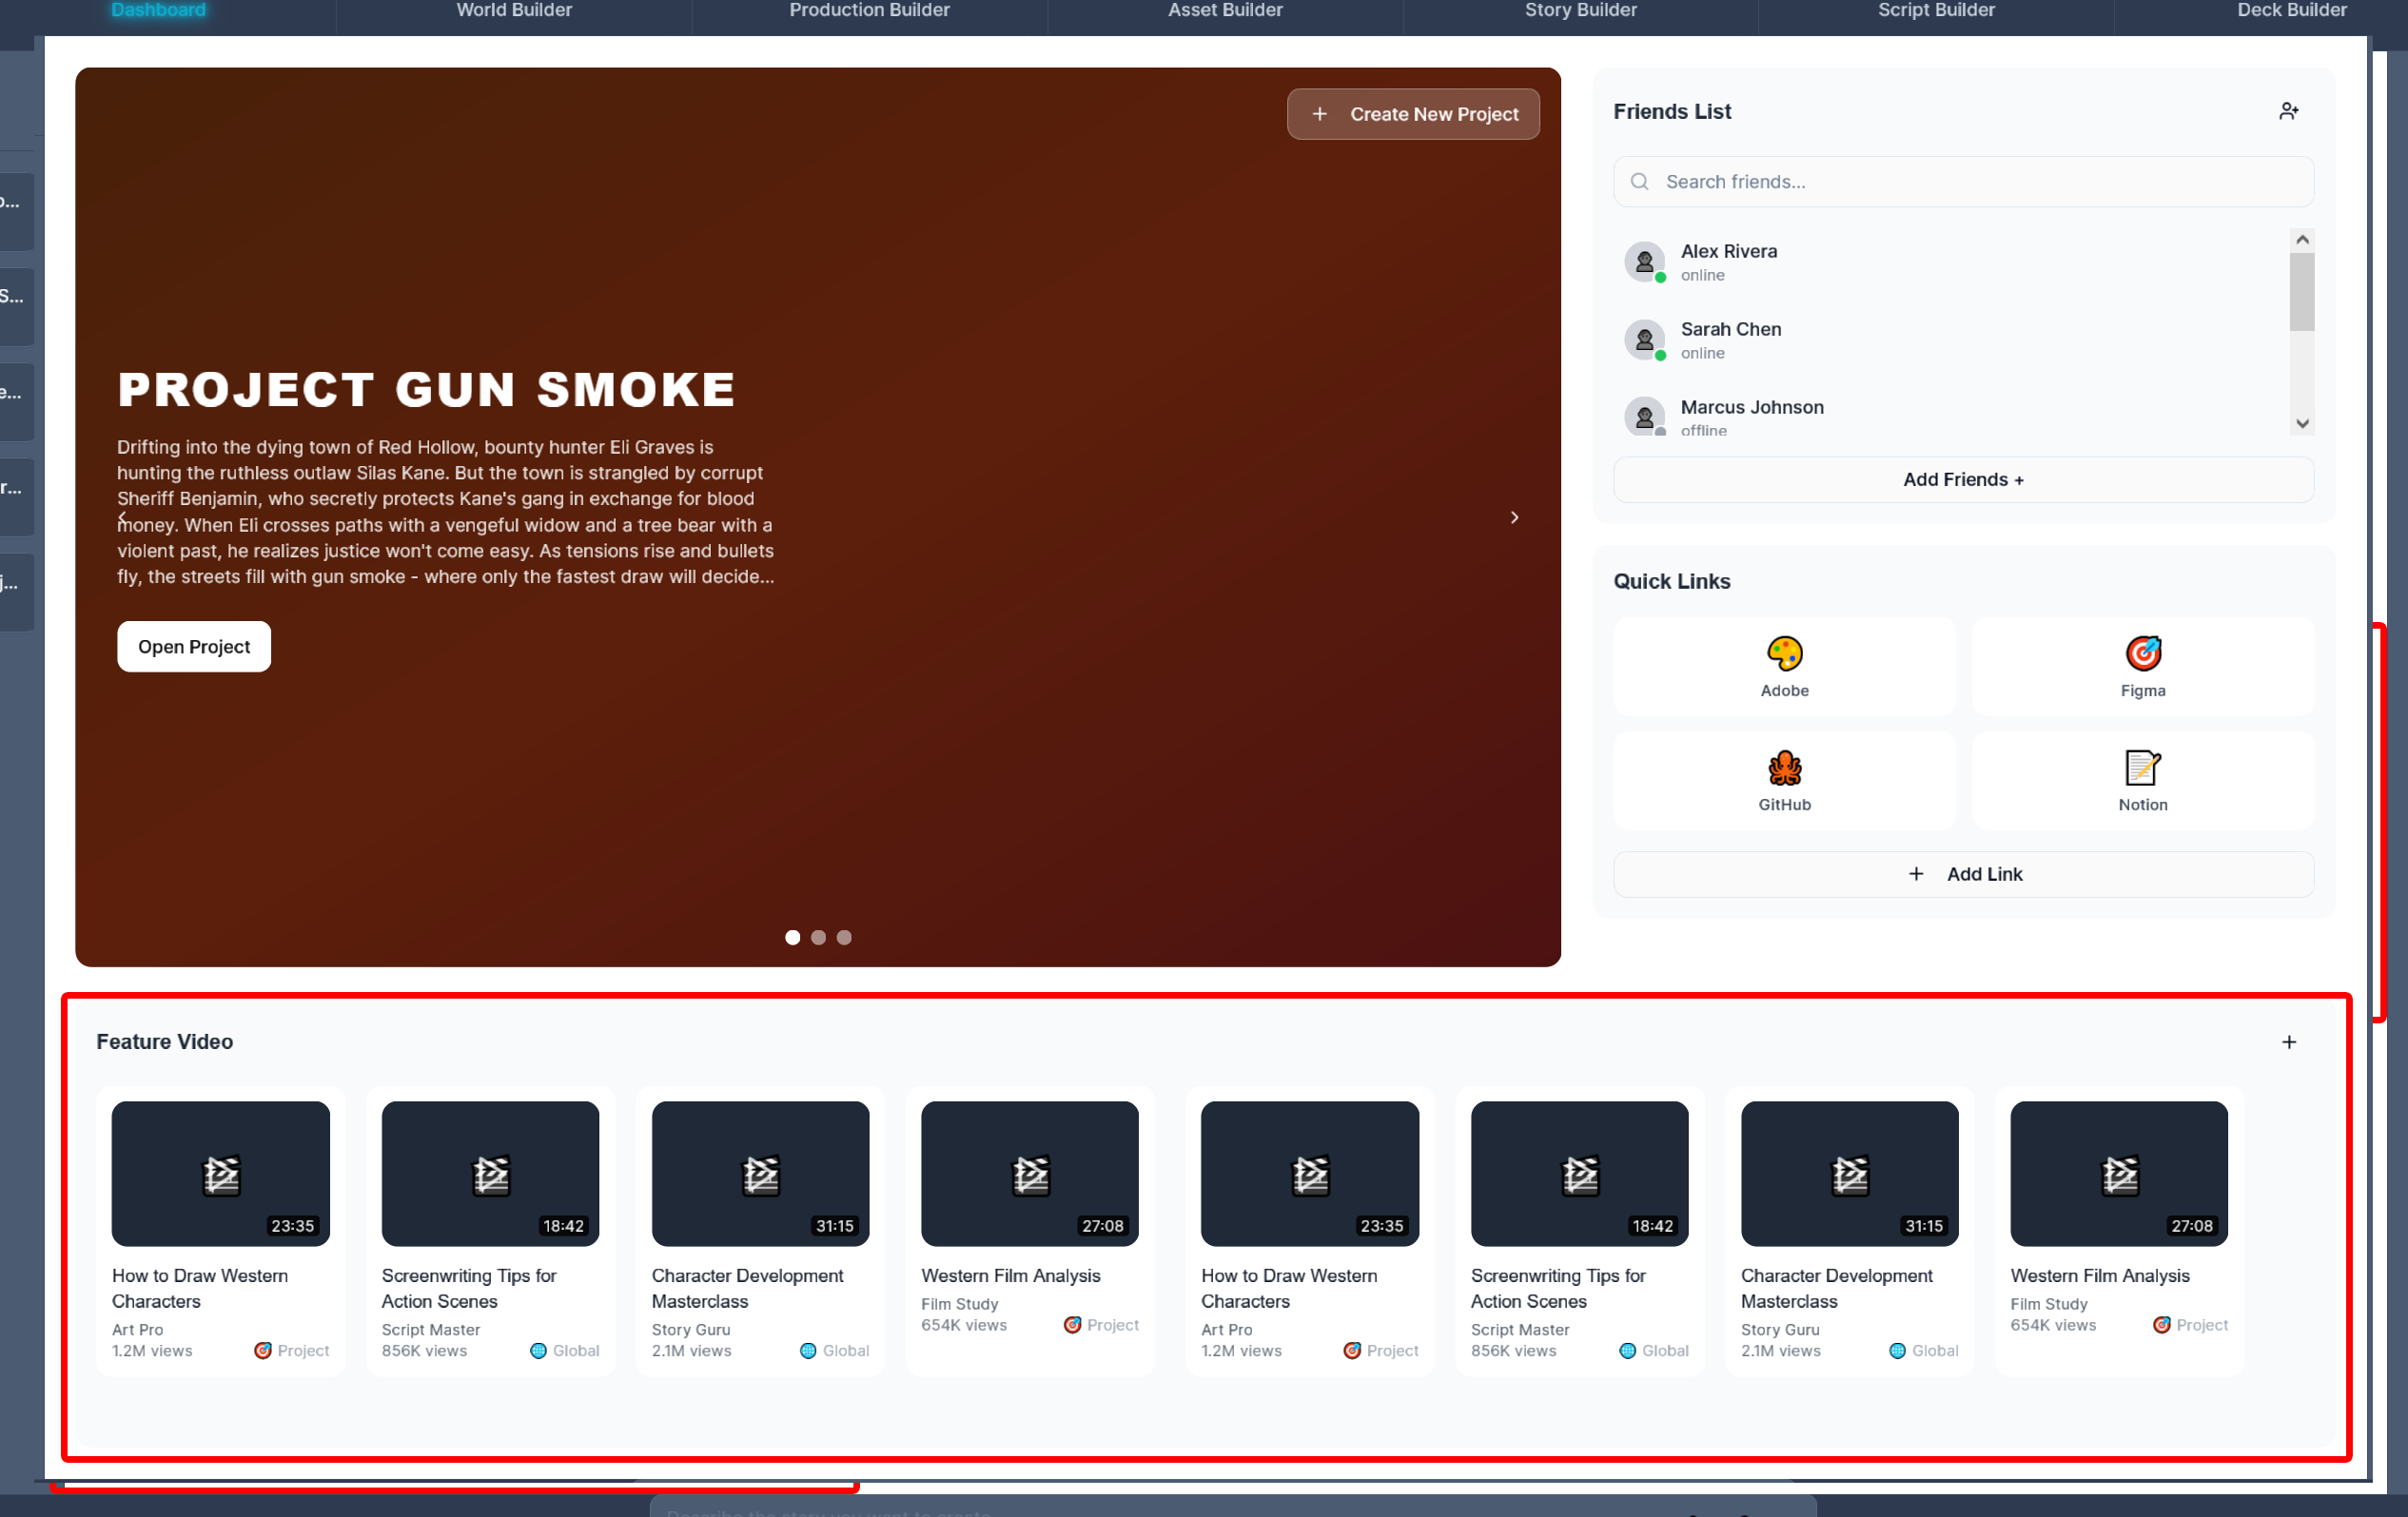 Dashboard
World Builder
Production Builder
Asset Builder
Story Builder
Script Builder
Deck Builder
Create New Project
PROJECT GUN SMOKE
Drifting into the dying town of Red Hollow, bounty hunter Eli Graves is
hunting the ruthless outlaw Silas Kane. But the town is strangled by corrupt
Sheriff Benjamin, who secretly protects Kane's gang in exchange for blood
money. When Eli crosses paths with a vengeful widow and a tree bear with a
violent past, he realizes justice won't come easy. As tensions rise and bullets
fly, the streets fill with gun smoke - where only the fastest draw will decide...
Open Project
Friends List
Search friends...
Alex Rivera
online
Sarah Chen
online
Marcus Johnson
offline
Add Friends +
Quick Links
Adobe
Figma
GitHub
Notion
+ Add Link
Feature Video
23:35
How to Draw Western
Characters
Art Pro
1.2M views
Project
18:42
Screenwriting Tips for
Action Scenes
Script Master
856K views
Global
31:15
Character Development
Masterclass
Story Guru
2.1M views
Global
27:08
Western Film Analysis
Film Study
654K views
Project
23:35
How to Draw Western
Characters
Art Pro
1.2M views
Project
18:42
Screenwriting Tips for
Action Scenes
Script Master
856K views
Global
31:15
Character Development
Masterclass
Story Guru
2.1M views
Global
27:08
Western Film Analysis
Film Study
654K views
Project
Describe the story you want to create